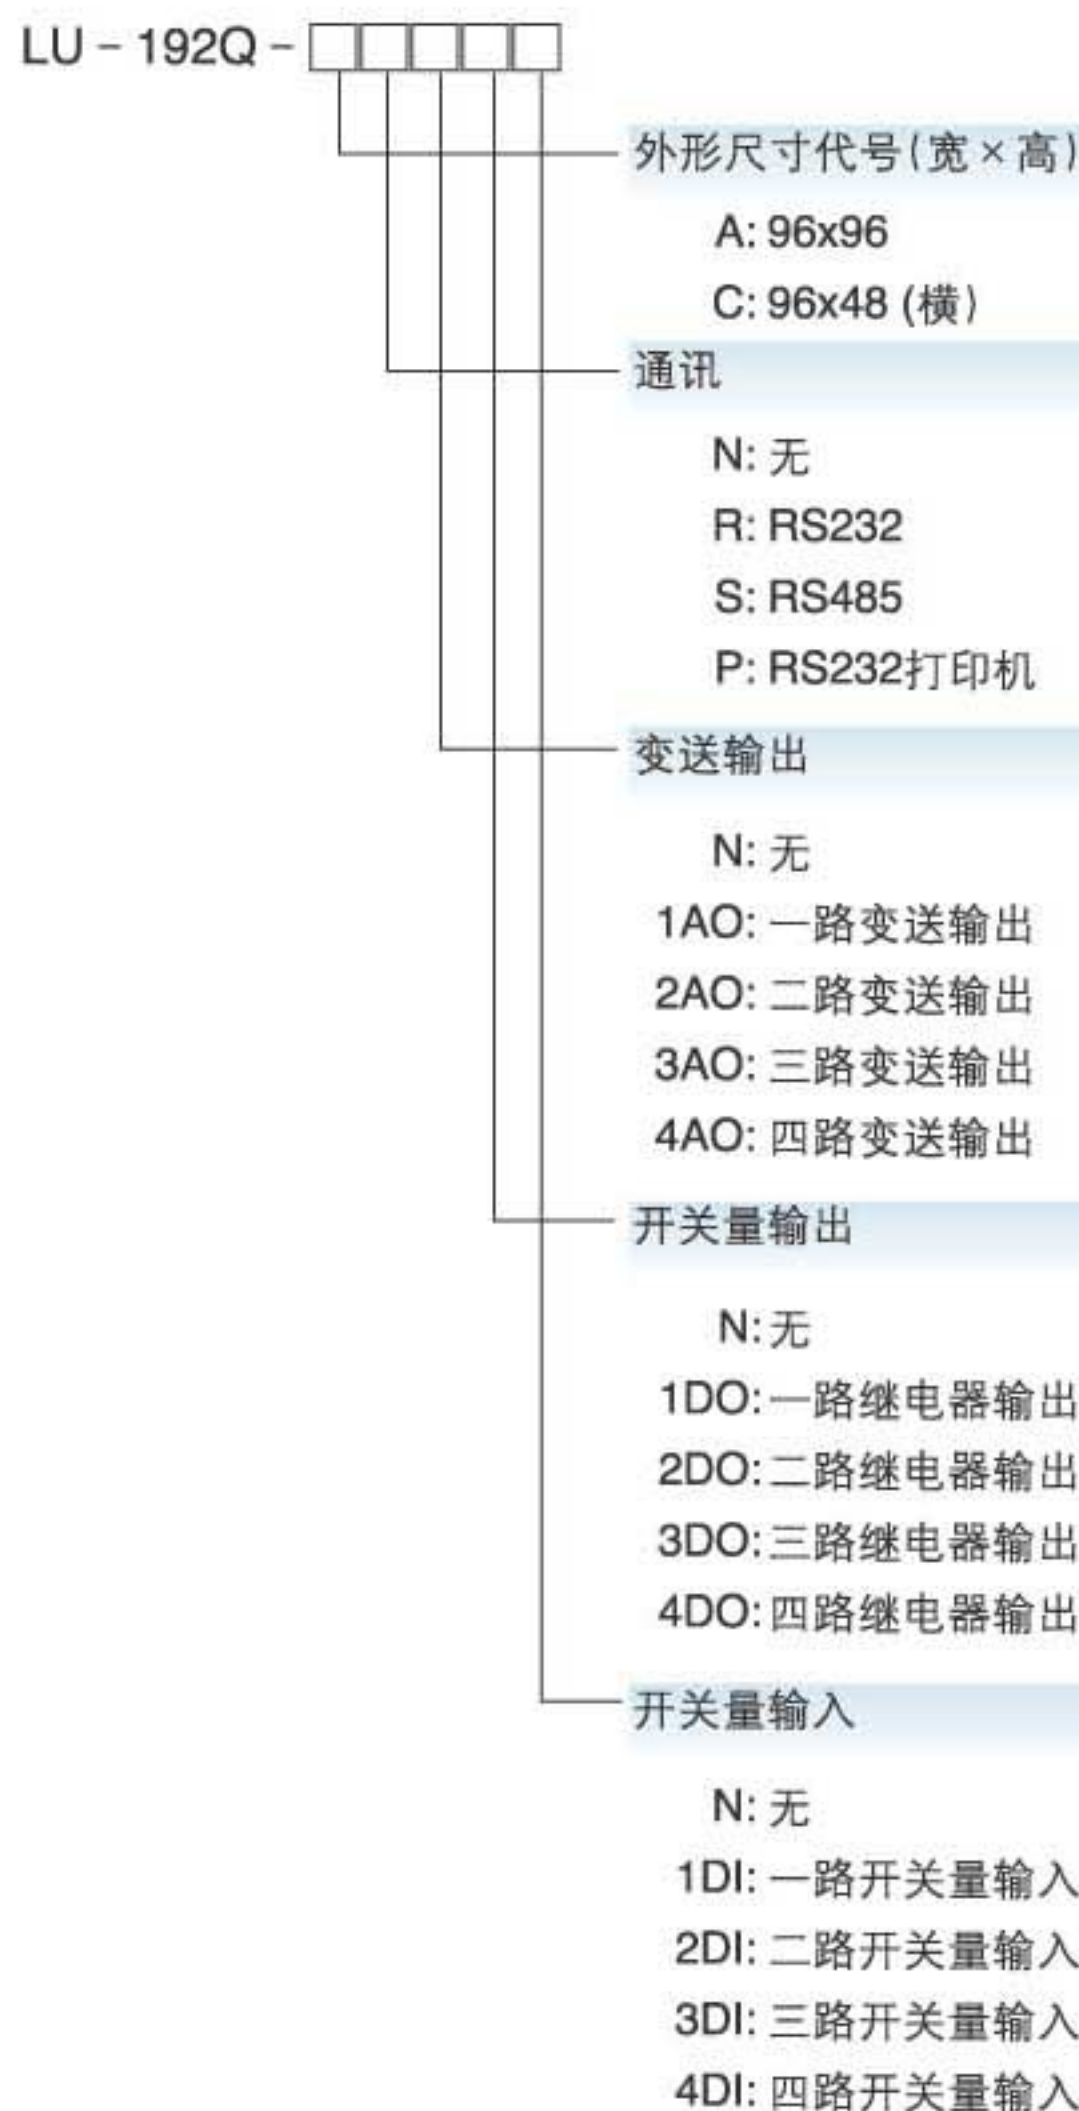 LU - 192Q -
外形尺寸代号(宽×高)
A: 96x96
C: 96x48 (横)
通讯
N: 无
R: RS232
S: RS485
P: RS232打印机
变送输出
N: 无
1AO: 一路变送输出
2AO: 二路变送输出
3AO: 三路变送输出
4AO: 四路变送输出
开关量输出
N: 无
1DO: 一路继电器输出
2DO: 二路继电器输出
3DO: 三路继电器输出
4DO: 四路继电器输出
开关量输入
N: 无
1DI: 一路开关量输入
2DI: 二路开关量输入
3DI: 三路开关量输入
4DI: 四路开关量输入